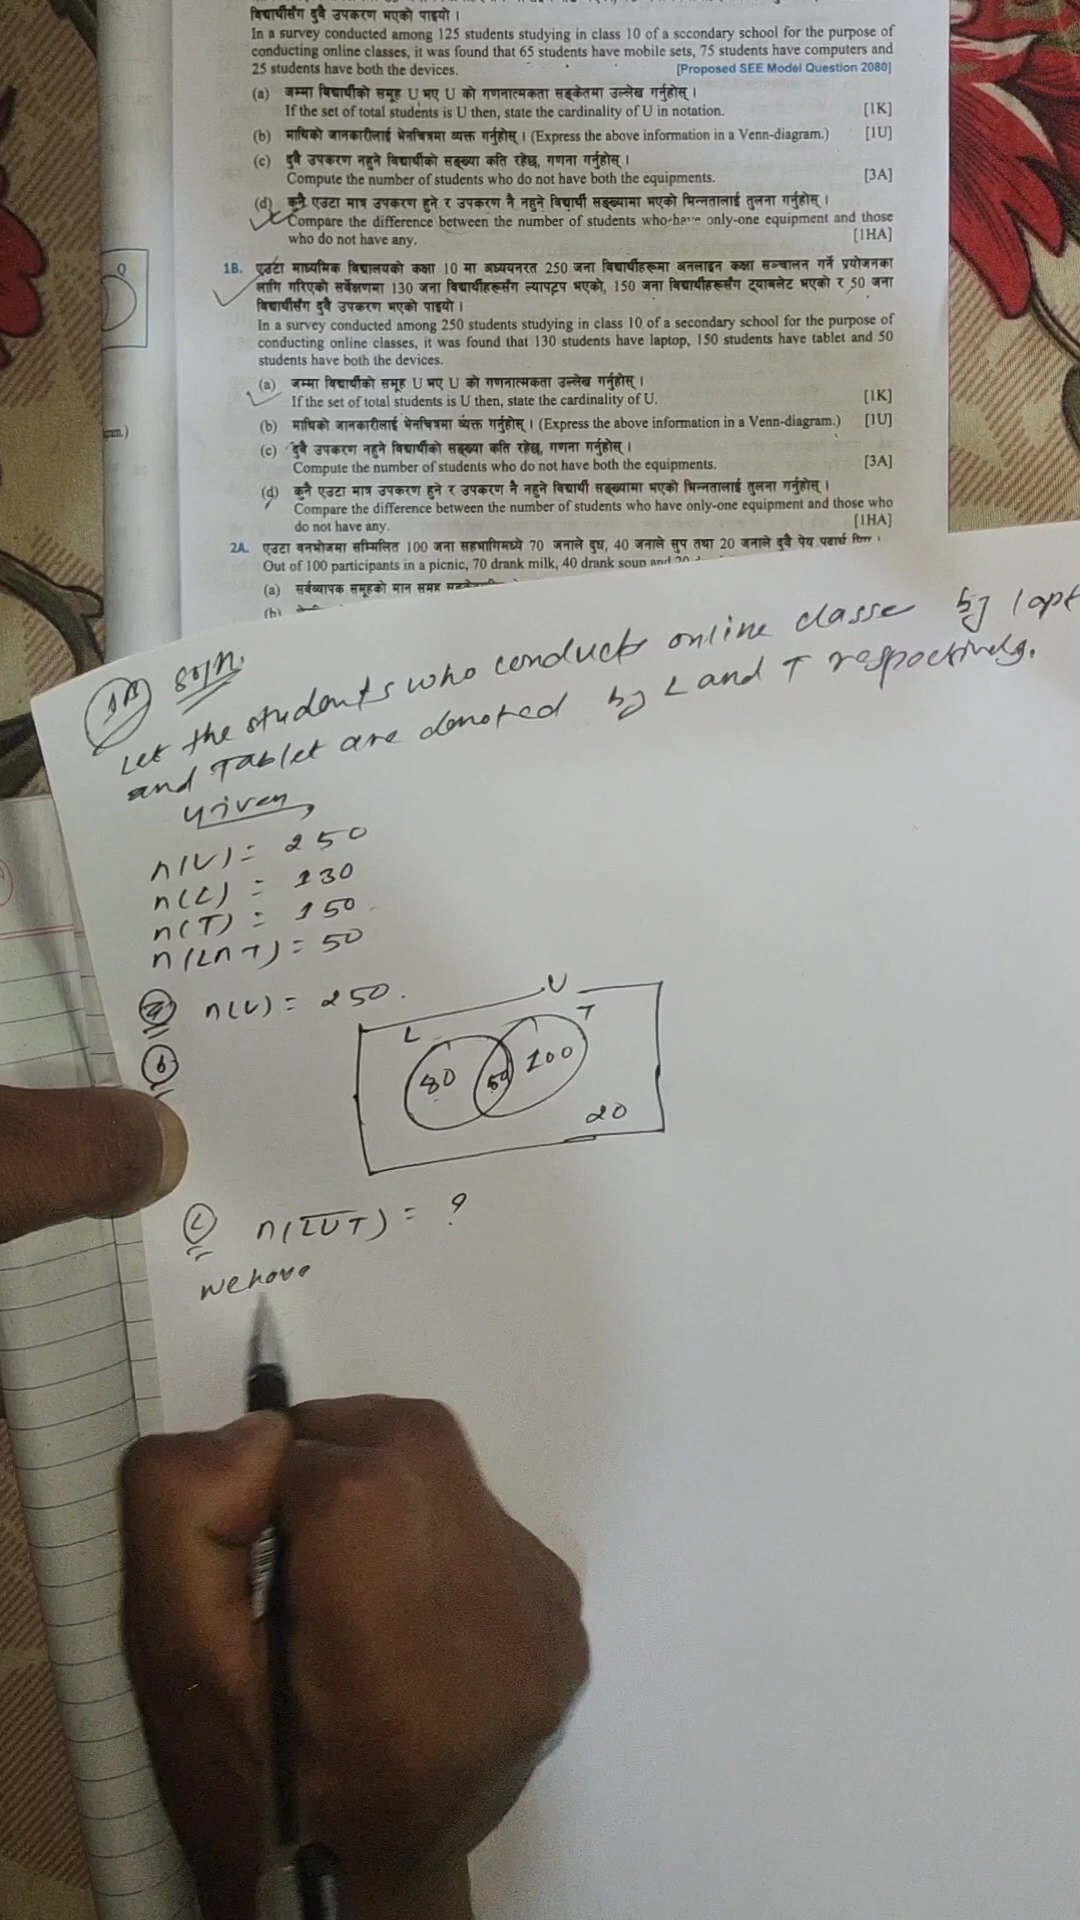 विद्यार्थीसँग दुवै उपकरण भएको पाइयो ।
In a survey conducted among 125 students studying in class 10 of a secondary school for the purpose of
conducting online classes, it was found that 65 students have mobile sets, 75 students have computers and
25 students have both the devices. [Proposed SEE Model Question 2080]
(a) जम्मा विद्यार्थीको समूह U भए U को गणनात्मकता सङ्केतमा उल्लेख गर्नुहोस् ।
If the set of total students is U then, state the cardinality of U in notation. [1K]
(b) माथिको जानकारीलाई भेनचित्रमा व्यक्त गर्नुहोस् । (Express the above information in a Venn-diagram.) [1U]
(c) दुवै उपकरण नहुने विद्यार्थीको सङ्ख्या कति रहेछ, गणना गर्नुहोस् ।
Compute the number of students who do not have both the equipments. [3A]
(d) कुनै एउटा मात्र उपकरण हुने र उपकरण नै नहुने विद्यार्थी सङ्ख्यामा भएको भिन्नतालाई तुलना गर्नुहोस् ।
Compare the difference between the number of students who have only-one equipment and those
who do not have any. [1HA]
Q
1B. एउटा माध्यमिक विद्यालयको कक्षा 10 मा अध्ययनरत 250 जना विद्यार्थीहरूमा अनलाइन कक्षा सञ्चालन गर्ने प्रयोजनका
लागि गरिएको सर्वेक्षणमा 130 जना विद्यार्थीहरूसँग ल्यापट्प भएको, 150 जना विद्यार्थीहरूसँग ट्याबलेट भएको र 50 जना
विद्यार्थीसँग दुवै उपकरण भएको पाइयो ।
In a survey conducted among 250 students studying in class 10 of a secondary school for the purpose of
conducting online classes, it was found that 130 students have laptop, 150 students have tablet and 50
students have both the devices.
(a) जम्मा विद्यार्थीको समूह U भए U को गणनात्मकता उल्लेख गर्नुहोस् ।
If the set of total students is U then, state the cardinality of U. [1K]
(b) माथिको जानकारीलाई भेनचित्रमा व्यक्त गर्नुहोस् । (Express the above information in a Venn-diagram.) [1U]
(c) दुवै उपकरण नहुने विद्यार्थीको सङ्ख्या कति रहेछ, गणना गर्नुहोस् ।
Compute the number of students who do not have both the equipments. [3A]
(d) कुनै एउटा मात्र उपकरण हुने र उपकरण नै नहुने विद्यार्थी सङ्ख्यामा भएको भिन्नतालाई तुलना गर्नुहोस् ।
Compare the difference between the number of students who have only-one equipment and those who
do not have any. [1HA]
2A. एउटा वनभोजमा सम्मिलित 100 जना सहभागिमध्ये 70 जनाले दुध, 40 जनाले सुप तथा 20 जनाले दुवै पेय पदार्थ
Out of 100 participants in a picnic, 70 drank milk, 40 drank soup and 20
(a) सर्वव्यापक समूहको मान
(b)
1B Soln.
Let the students who conducts online classe by lapt
and Tablet are denoted by L and T respectively.
Given,
n(U) = 250
n(L) = 130
n(T) = 150
n(L∩T) = 50
a n(U) = 250.
b
U
L T
80 50 100
20
c n(L̅U̅T̅) = ?
we have